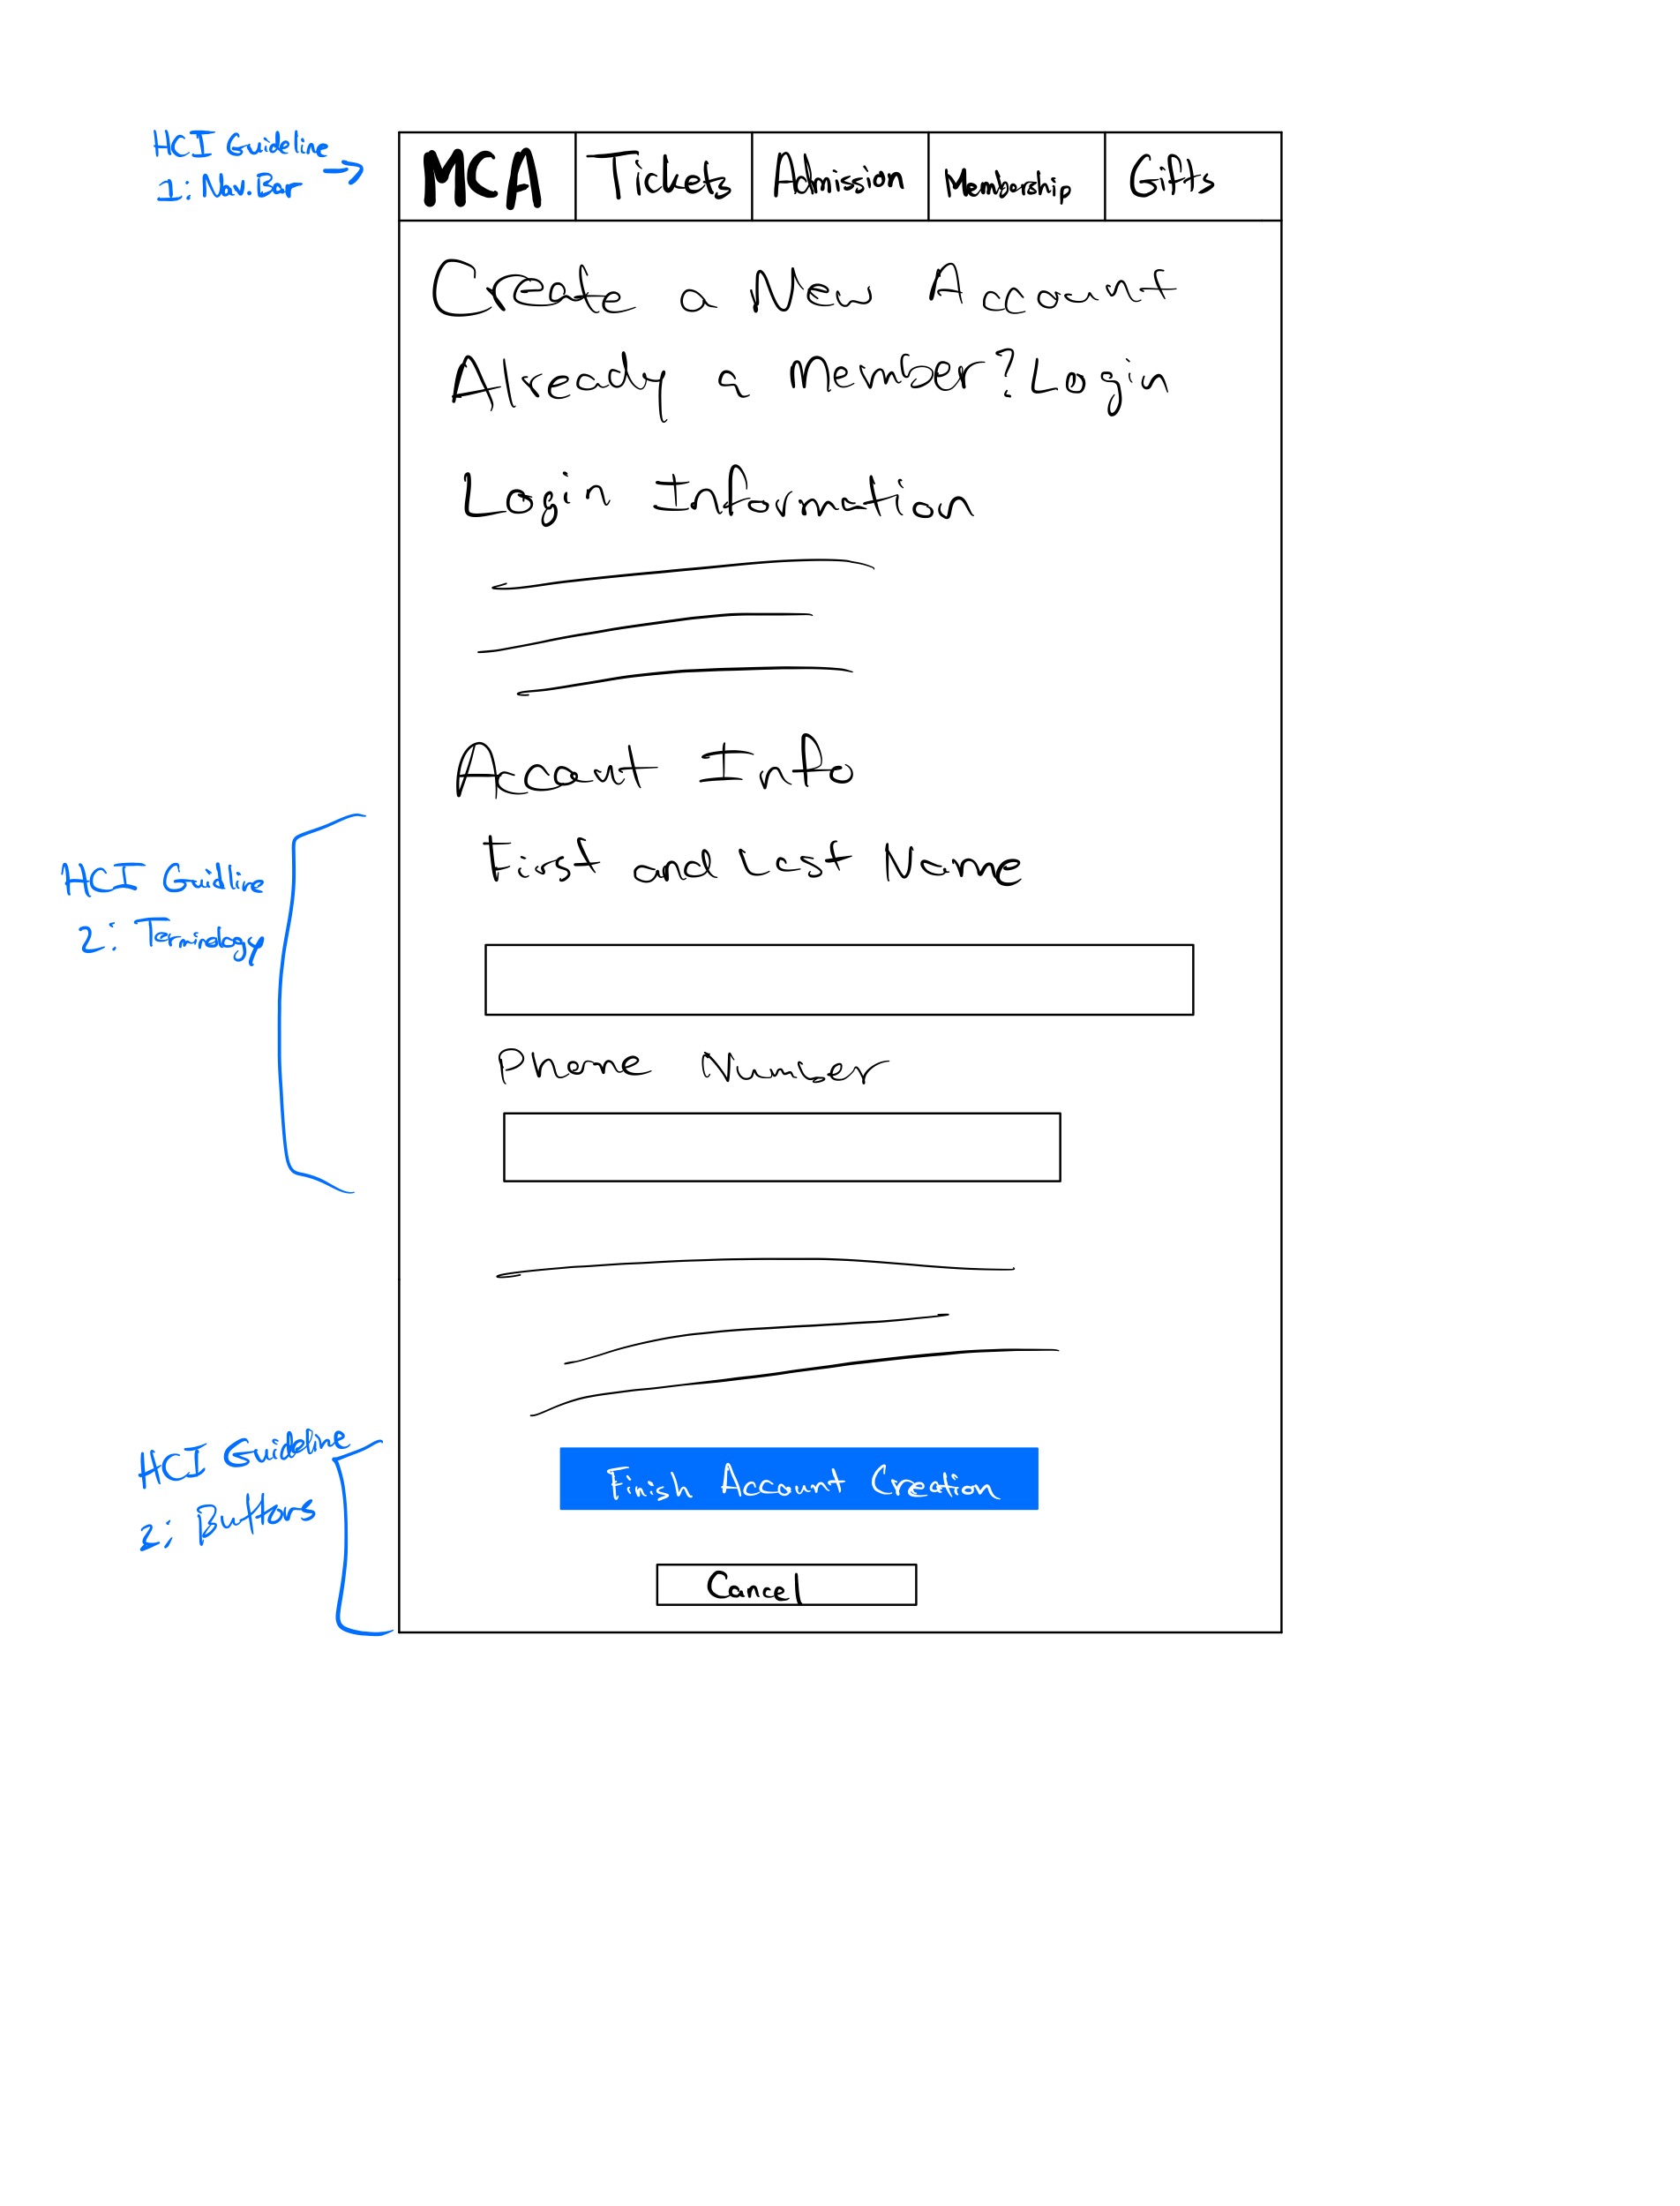 HCI Guideline
1: Nav. Bar →
MCA
Tickets
Admission
Membership
Gifts
Create a New Account
Already a member? Login
Login Information
Accont Info
First and Last Name
HCI Guidline
2: Terminology
Phone Number
HCI Guideline
2: Buttons
Finish Account Creation
Cancel